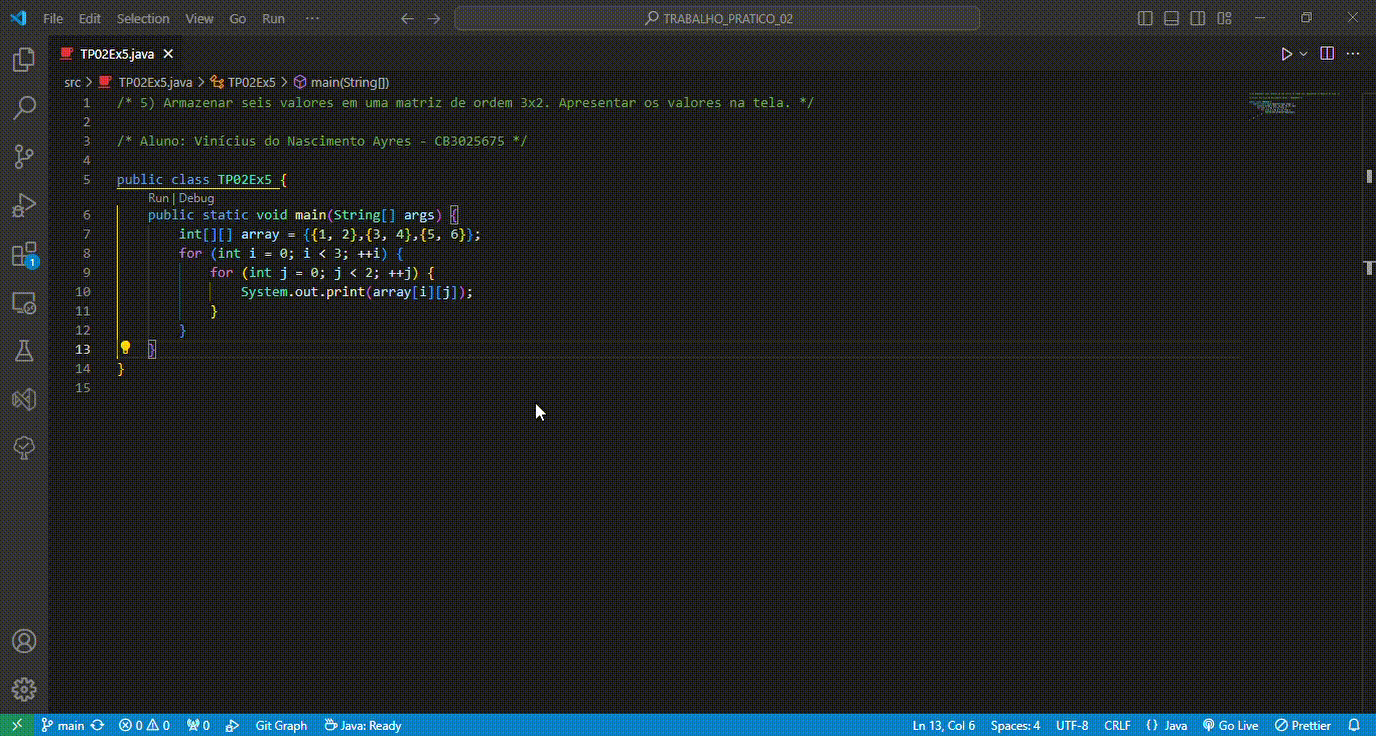 File Edit Selection View Go Run ···
TRABALHO_PRATICO_02
TP02Ex5.java
src > TP02Ex5.java > TP02Ex5 > main(String[])
1 /* 5) Armazenar seis valores em uma matriz de ordem 3x2. Apresentar os valores na tela. */
2
3 /* Aluno: Vinícius do Nascimento Ayres - CB3025675 */
4
5 public class TP02Ex5 {
Run | Debug
6 public static void main(String[] args) {
7 int[][] array = {{1, 2},{3, 4},{5, 6}};
8 for (int i = 0; i < 3; ++i) {
9 for (int j = 0; j < 2; ++j) {
10 System.out.print(array[i][j]);
11 }
12 }
13 }
14 }
15
1
main 0 0 0 Git Graph Java: Ready Ln 13, Col 6 Spaces: 4 UTF-8 CRLF {} Java Go Live Prettier